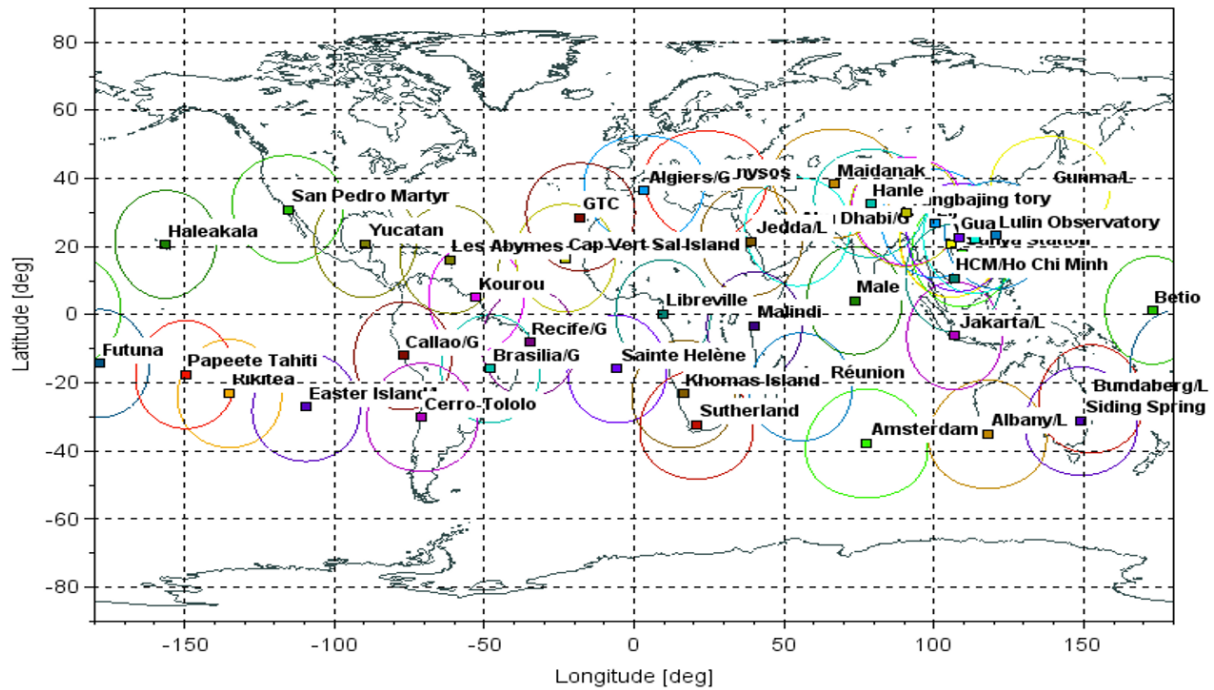 80
60
40
20
0
-20
-40
-60
-80
Latitude [deg]
Maidanak
Algiers/G
Gunma/L
Hanle
San Pedro Martyr
GTC
Haleakala
Yucatan
Jedda/L
Dhabi/G
Gua
Lulin Observatory
Les Abymes
Cap Vert Sal Island
HCM/Ho Chi Minh
Kourou
Male
Libreville
Betio
Malindi
Jakarta/L
Recife/G
Callao/G
Futuna
Papeete Tahiti
Brasilia/G
Sainte Helène
Rikitea
Khomas Island
Réunion
Easter Island
Bundaberg/L
Cerro-Tololo
Sutherland
Siding Spring
Amsterdam
Albany/L
-150
-100
-50
0
50
100
150
Longitude [deg]